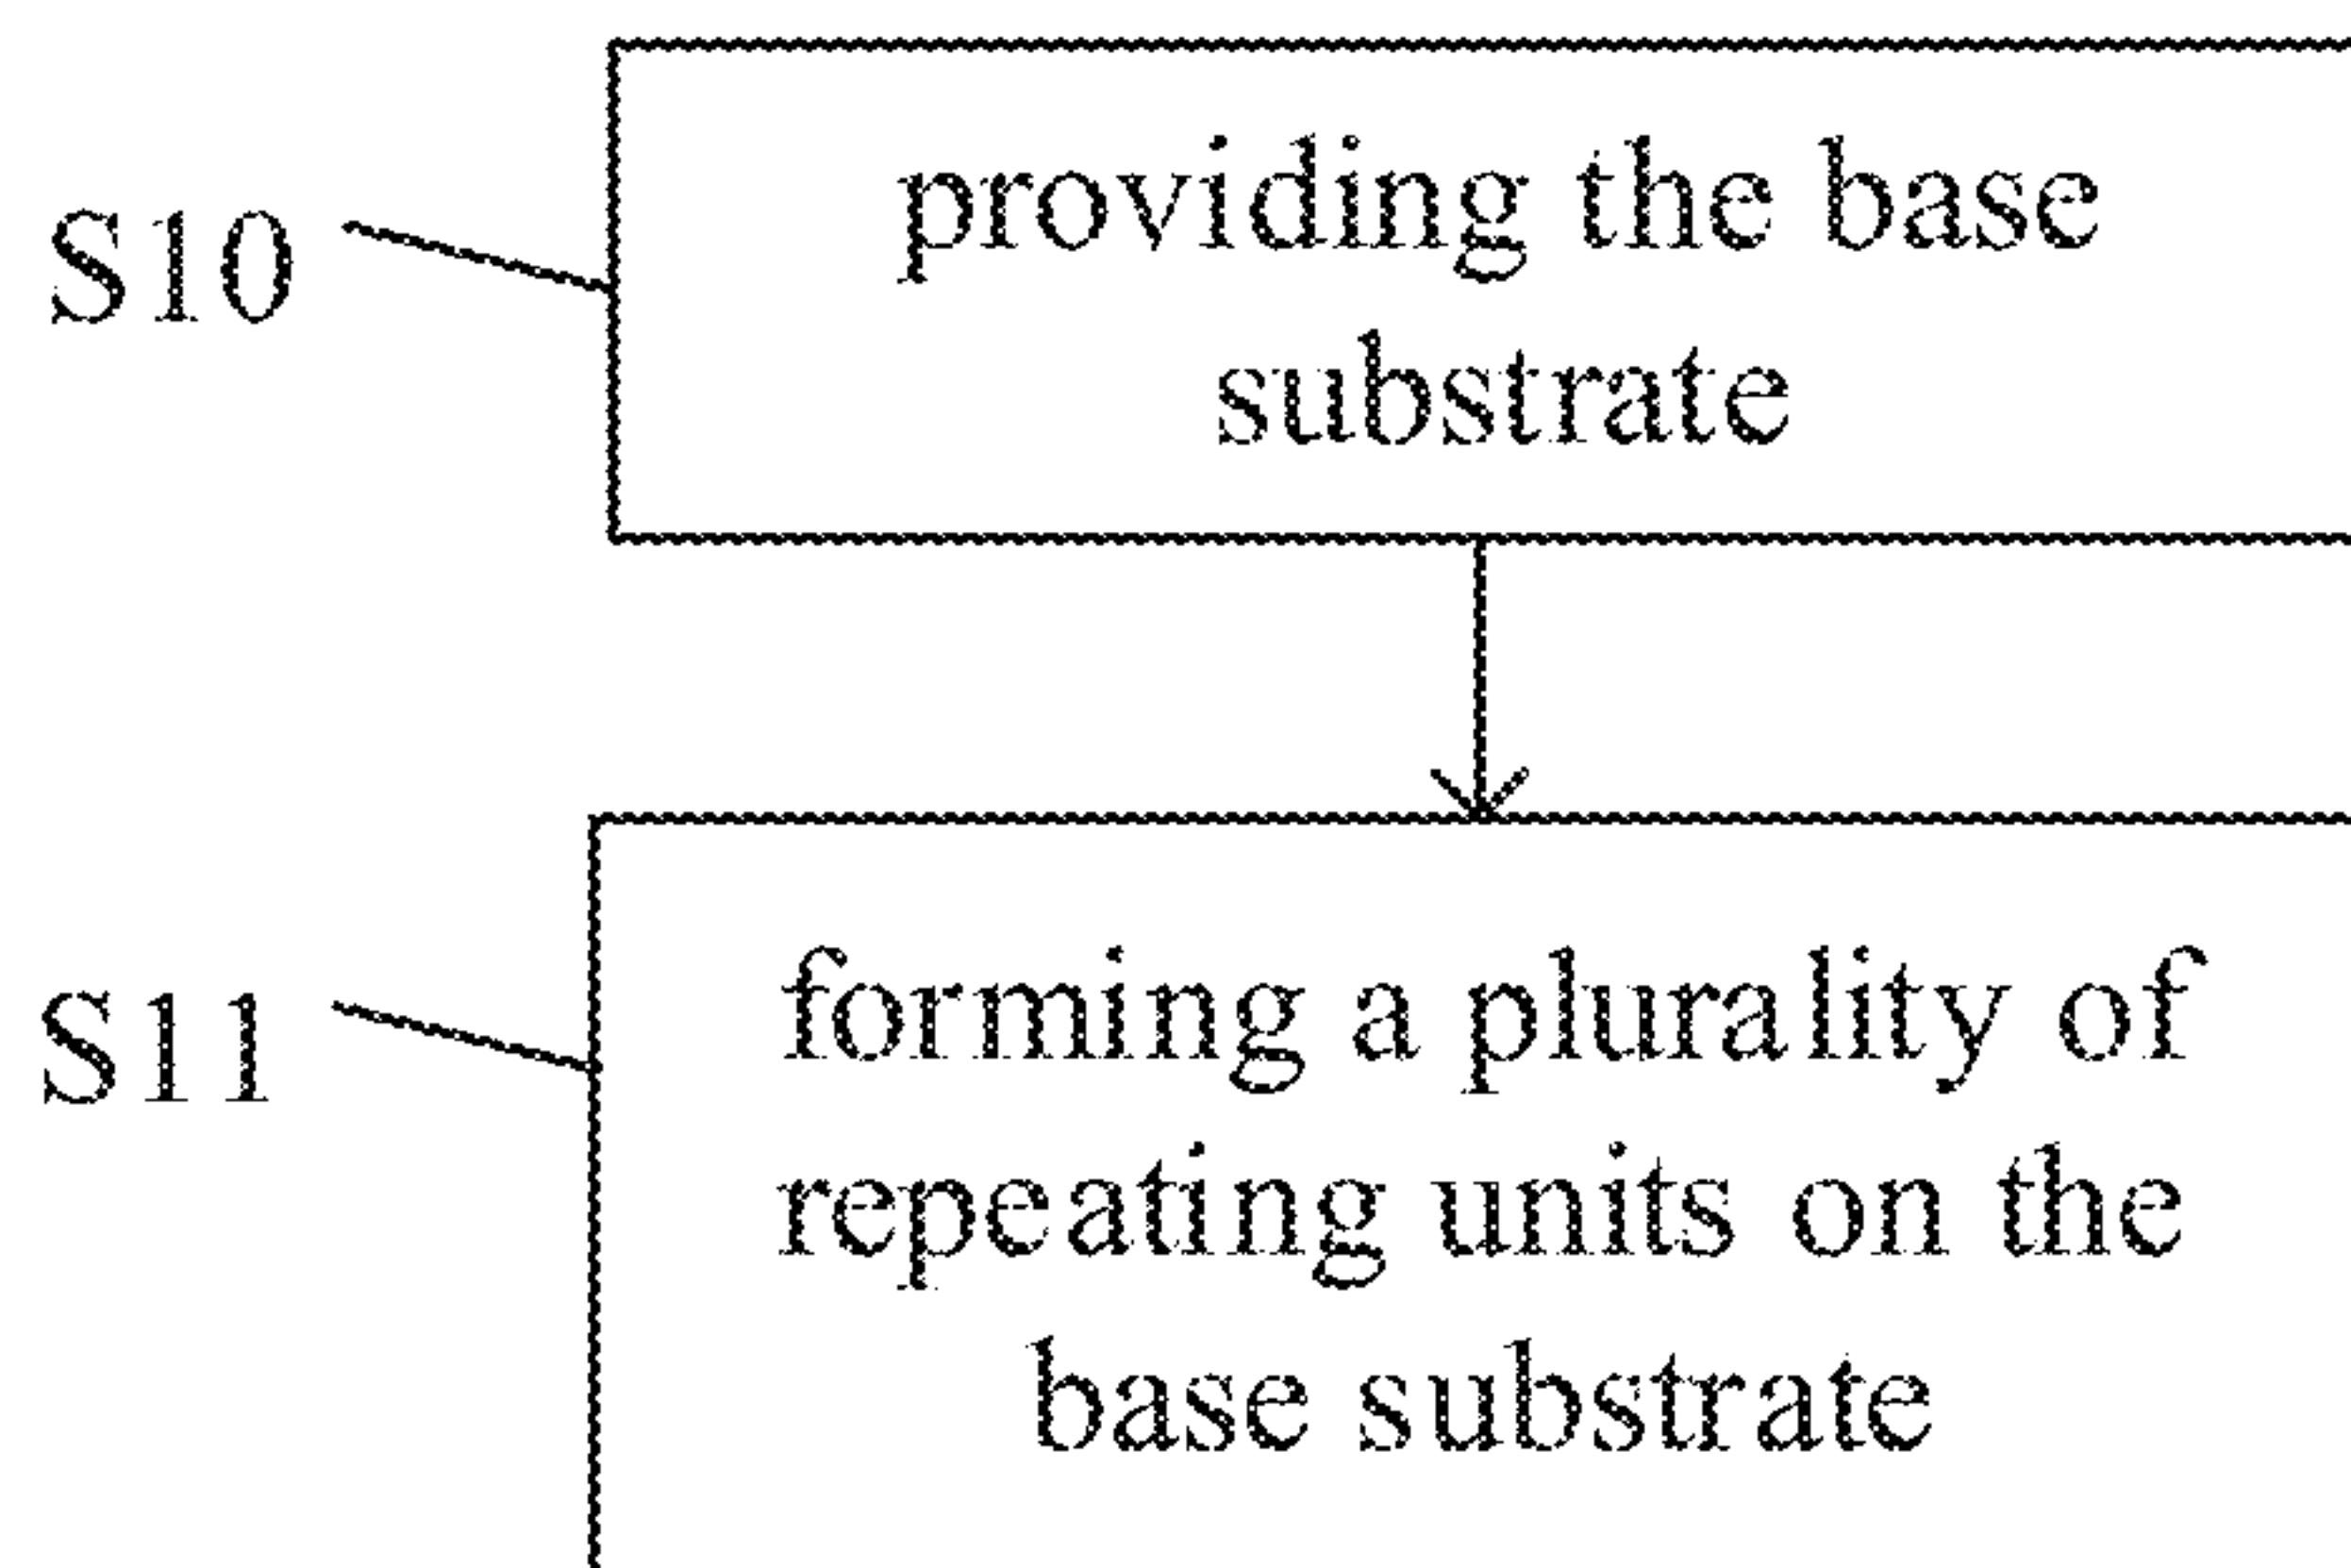 S10
providing the base
substrate
S11
forming a plurality of
repeating units on the
base substrate